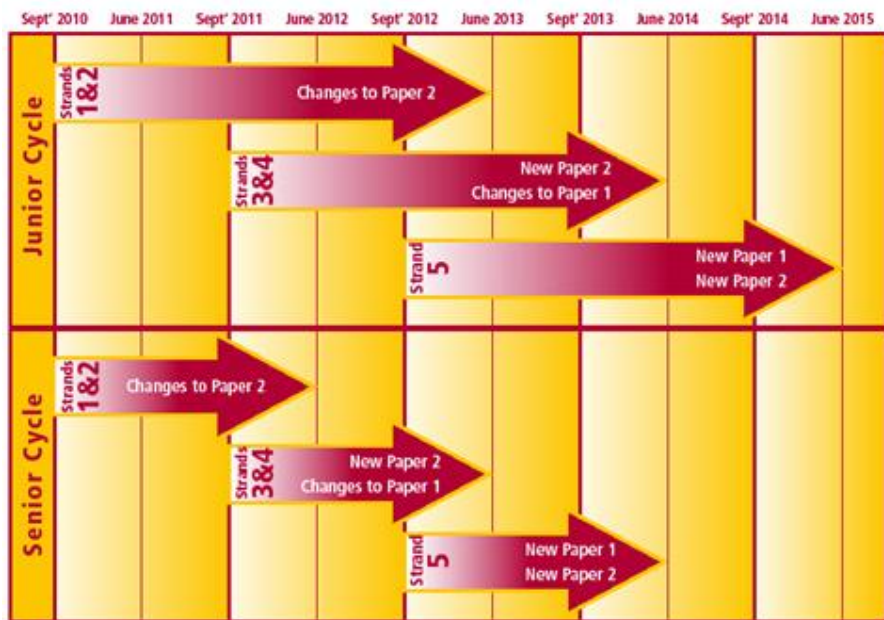 Sept' 2010 June 2011 Sept' 2011 June 2012 Sept' 2012 June 2013 Sept' 2013 June 2014 Sept' 2014 June 2015
Junior Cycle
Strands
1&2
Changes to Paper 2
Strands
3&4
New Paper 2
Changes to Paper 1
Strand
5
New Paper 1
New Paper 2
Senior Cycle
Strands
1&2
Changes to Paper 2
Strands
3&4
New Paper 2
Changes to Paper 1
Strand
5
New Paper 1
New Paper 2